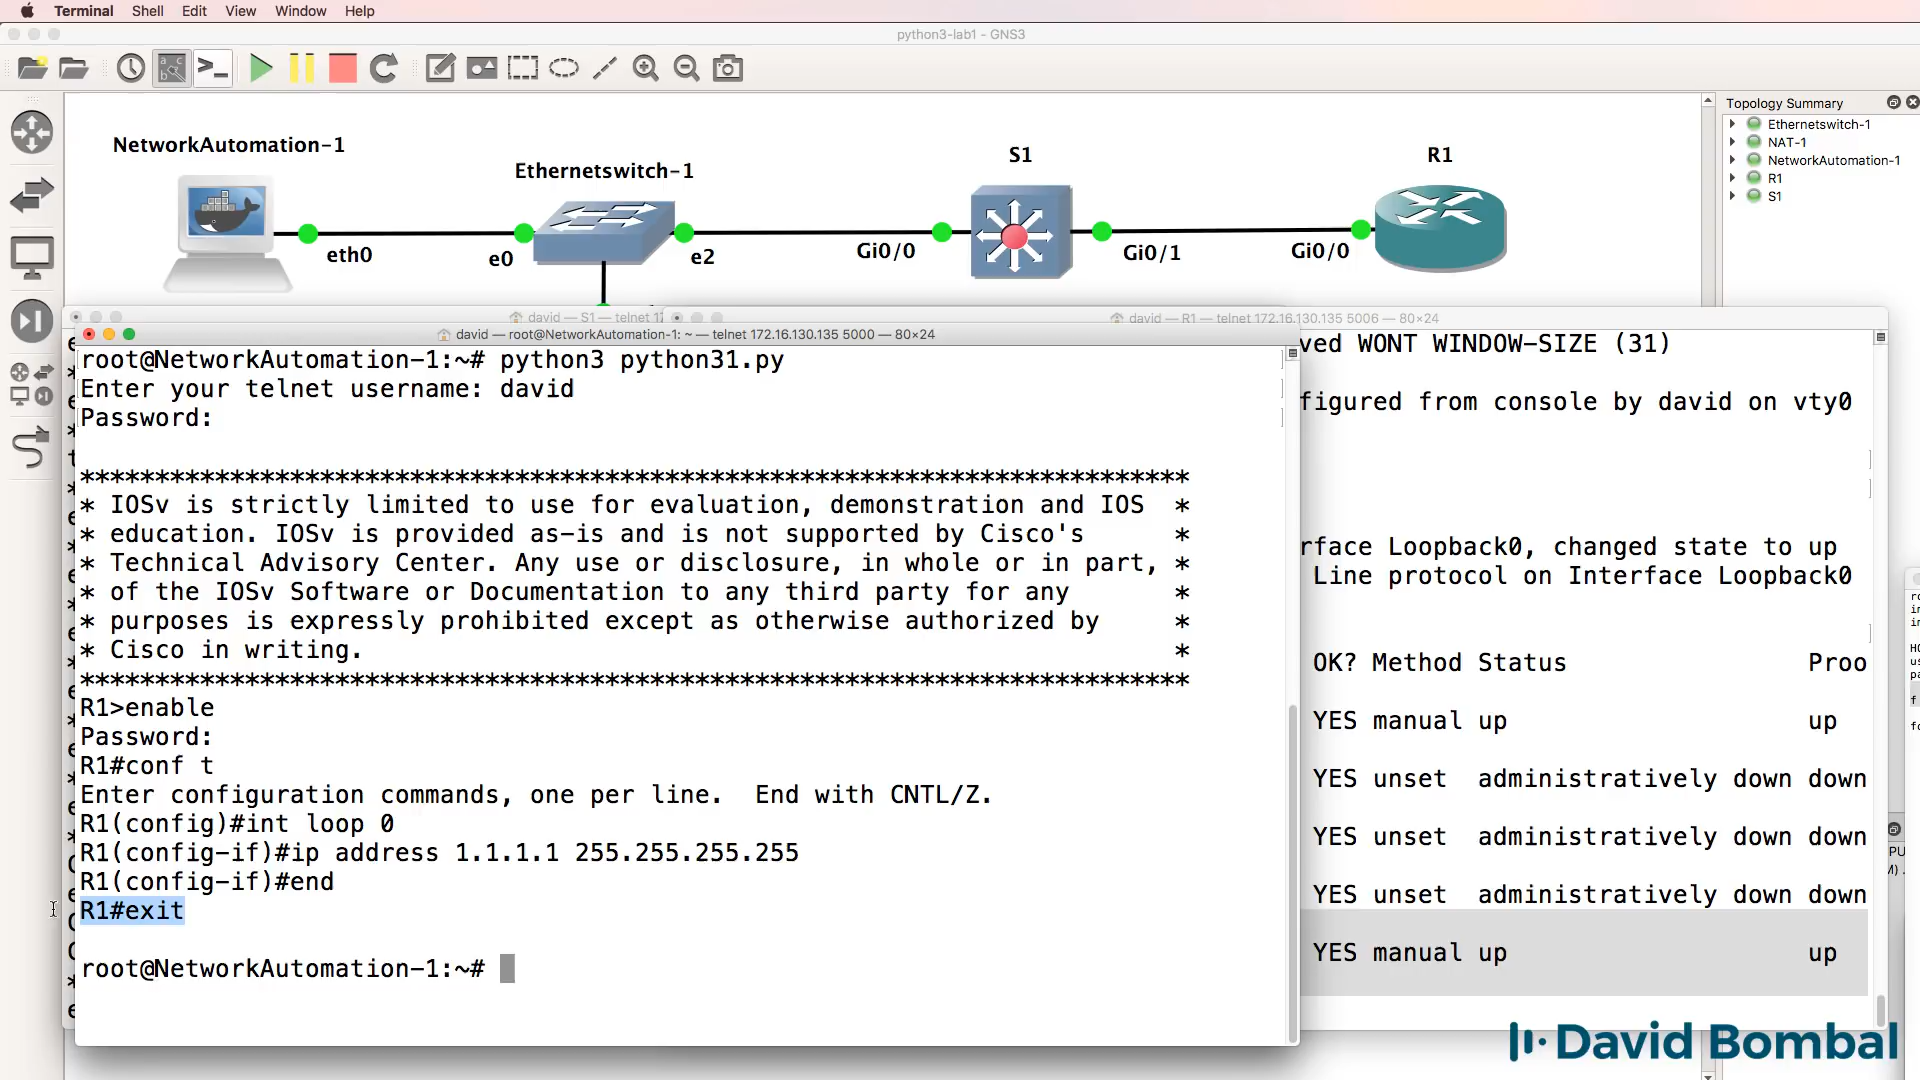 Terminal Shell Edit View Window Help
python3-lab1 - GNS3
Topology Summary
Ethernetswitch-1
NAT-1
NetworkAutomation-1
R1
S1
NetworkAutomation-1
Ethernetswitch-1
S1
R1
eth0
e0
e2
Gi0/0
Gi0/1
Gi0/0
david — S1 — telnet
david — R1 — telnet 172.16.130.135 5006 — 80×24
david — root@NetworkAutomation-1: ~ — telnet 172.16.130.135 5000 — 80×24
root@NetworkAutomation-1:~# python3 python31.py
Enter your telnet username: david
Password:
**************************************************************************
* IOSv is strictly limited to use for evaluation, demonstration and IOS  *
* education. IOSv is provided as-is and is not supported by Cisco's      *
* Technical Advisory Center. Any use or disclosure, in whole or in part, *
* of the IOSv Software or Documentation to any third party for any       *
* purposes is expressly prohibited except as otherwise authorized by     *
* Cisco in writing.                                                      *
**************************************************************************
R1>enable
Password:
R1#conf t
Enter configuration commands, one per line.  End with CNTL/Z.
R1(config)#int loop 0
R1(config-if)#ip address 1.1.1.1 255.255.255.255
R1(config-if)#end
R1#exit
root@NetworkAutomation-1:~#
ved WONT WINDOW-SIZE (31)
figured from console by david on vty0
rface Loopback0, changed state to up
Line protocol on Interface Loopback0
OK? Method Status Proo
YES manual up up
YES unset administratively down down
YES unset administratively down down
YES unset administratively down down
YES manual up up
David Bombal